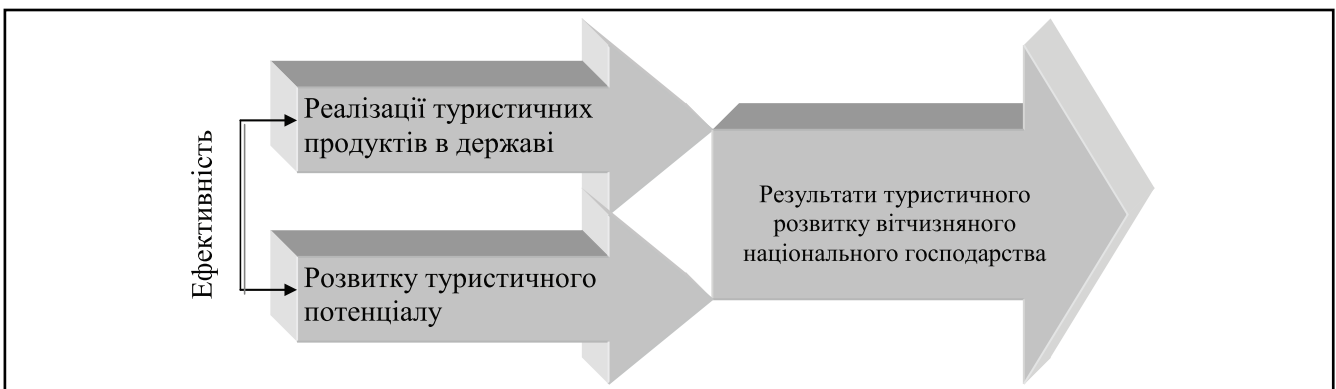 Ефективність
Реалізації туристичних
продуктів в державі
Розвитку туристичного
потенціалу
Результати туристичного
розвитку вітчизняного
національного господарства